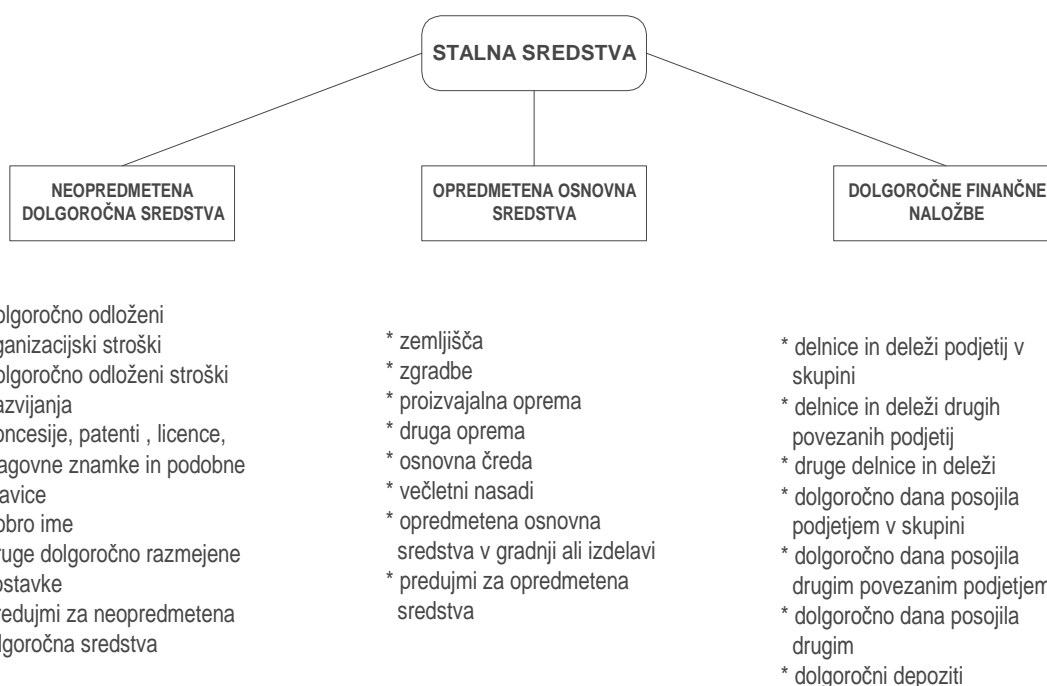 STALNA SREDSTVA
NEOPREDMETENA
DOLGOROČNA SREDSTVA
OPREDMETENA OSNOVNA
SREDSTVA
DOLGOROČNE FINANČNE
NALOŽBE
olgoročno odloženi
ganizacijski stroški
olgoročno odloženi stroški
azvijanja
oncesije, patenti , licence,
agovne znamke in podobne
avice
obro ime
ruge dolgoročno razmejene
ostavke
redujmi za neopredmetena
lgoročna sredstva
* zemljišča
* zgradbe
* proizvajalna oprema
* druga oprema
* osnovna čreda
* večletni nasadi
* opredmetena osnovna
sredstva v gradnji ali izdelavi
* predujmi za opredmetena
sredstva
* delnice in deleži podjetij v
skupini
* delnice in deleži drugih
povezanih podjetij
* druge delnice in deleži
* dolgoročno dana posojila
podjetjem v skupini
* dolgoročno dana posojila
drugim povezanim podjetjem
* dolgoročno dana posojila
drugim
* dolgoročni depoziti